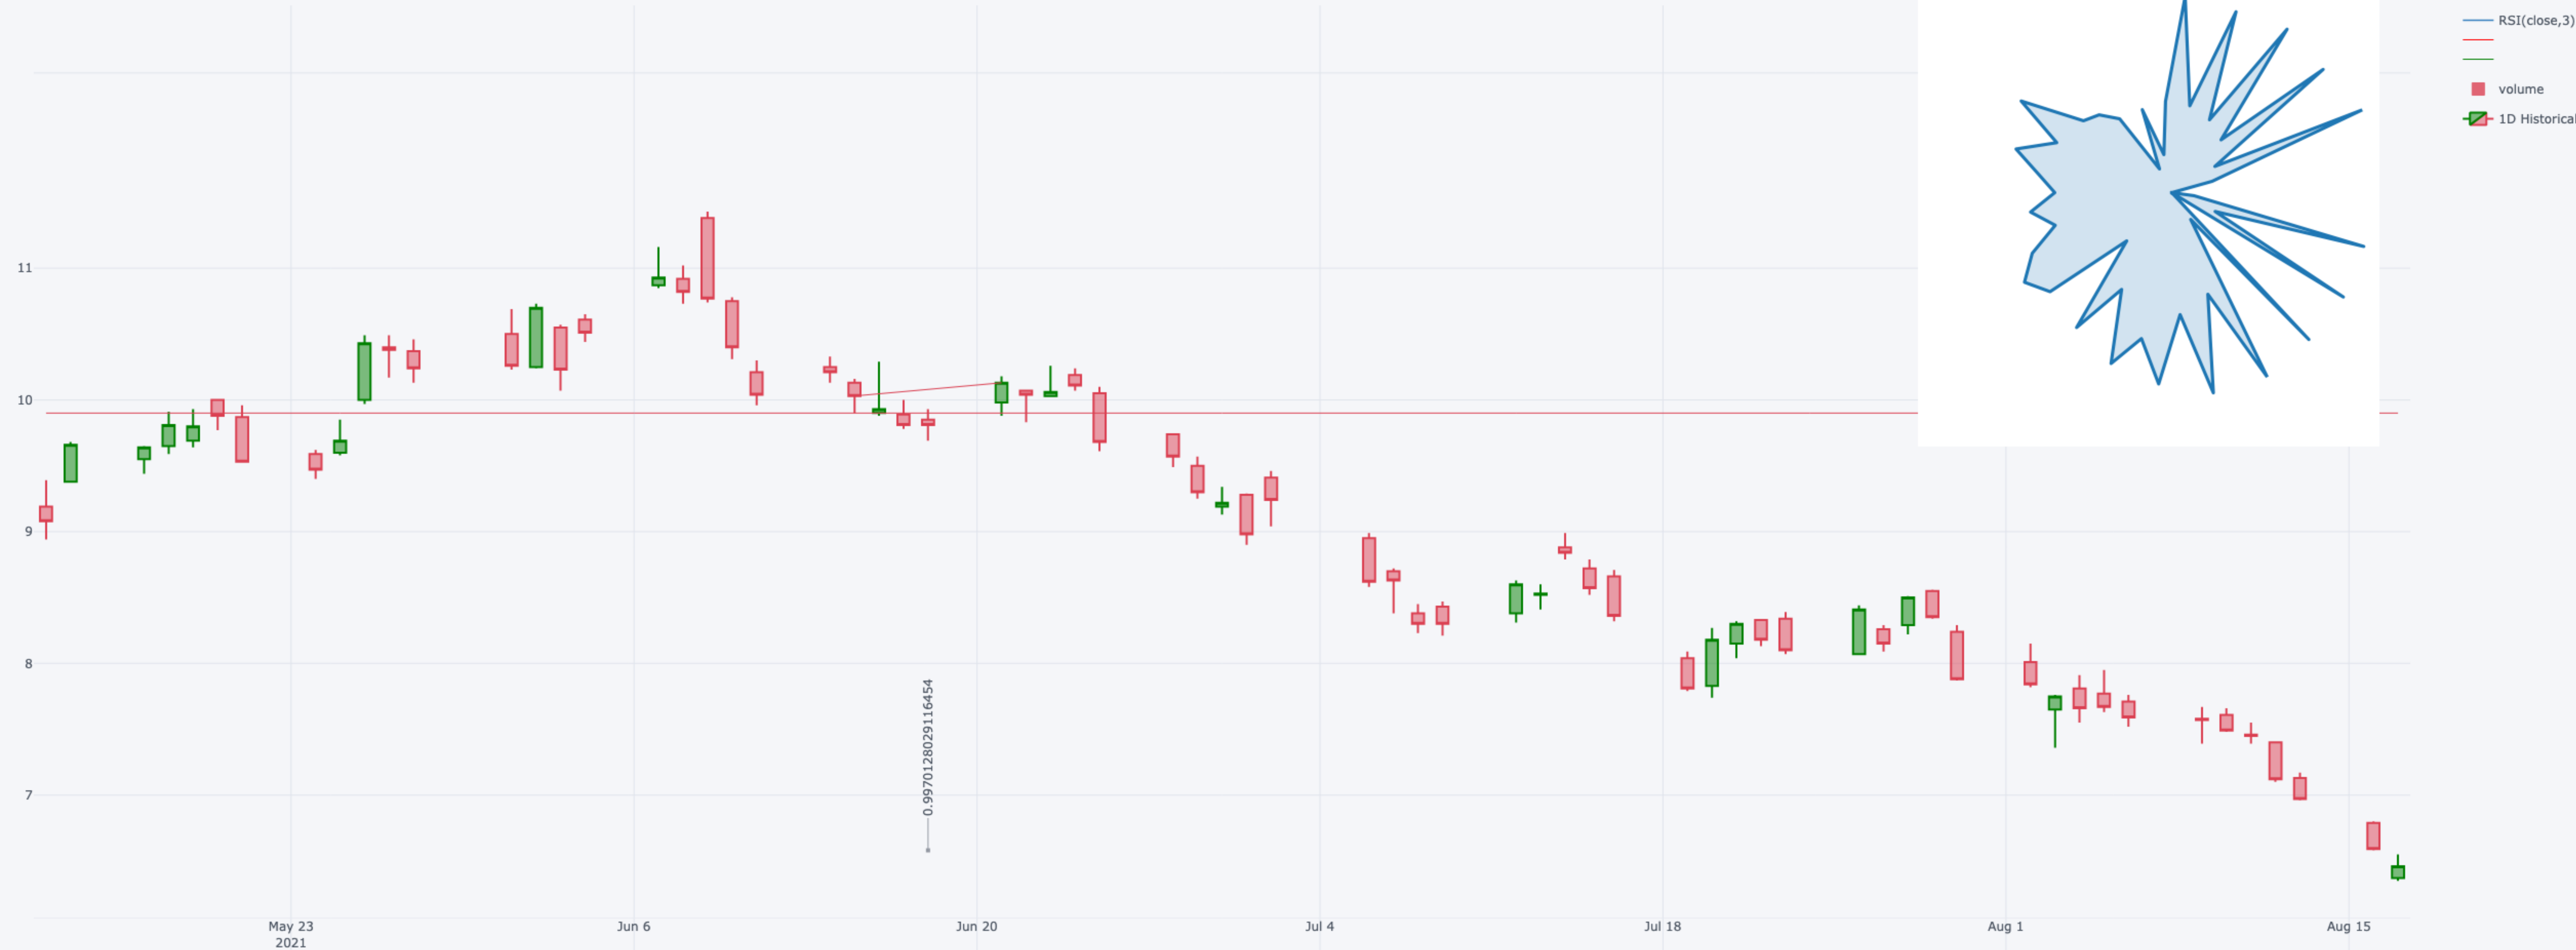 RSI(close,3)
volume
1D Historical
11
10
9
8
7
0.9970128029116454
May 23
2021
Jun 6
Jun 20
Jul 4
Jul 18
Aug 1
Aug 15